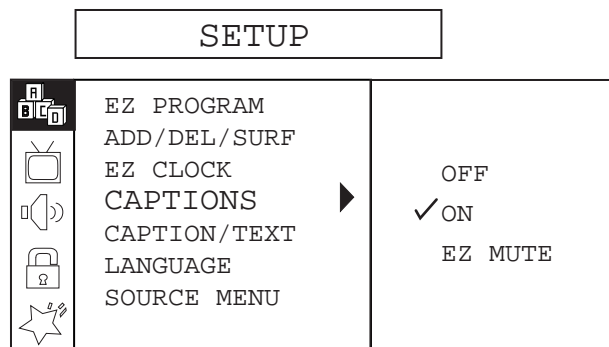 SETUP
A
B C D
EZ PROGRAM
ADD/DEL/SURF
EZ CLOCK
CAPTIONS
CAPTION/TEXT
LANGUAGE
SOURCE MENU
OFF
ON
EZ MUTE